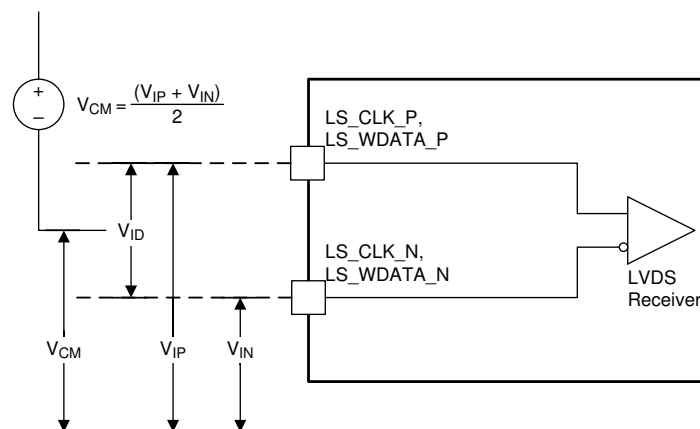 +
−
V_CM = (V_IP + V_IN)
2
LS_CLK_P,
LS_WDATA_P
V_ID
LS_CLK_N,
LS_WDATA_N
LVDS
Receiver
V_CM
V_IP
V_IN